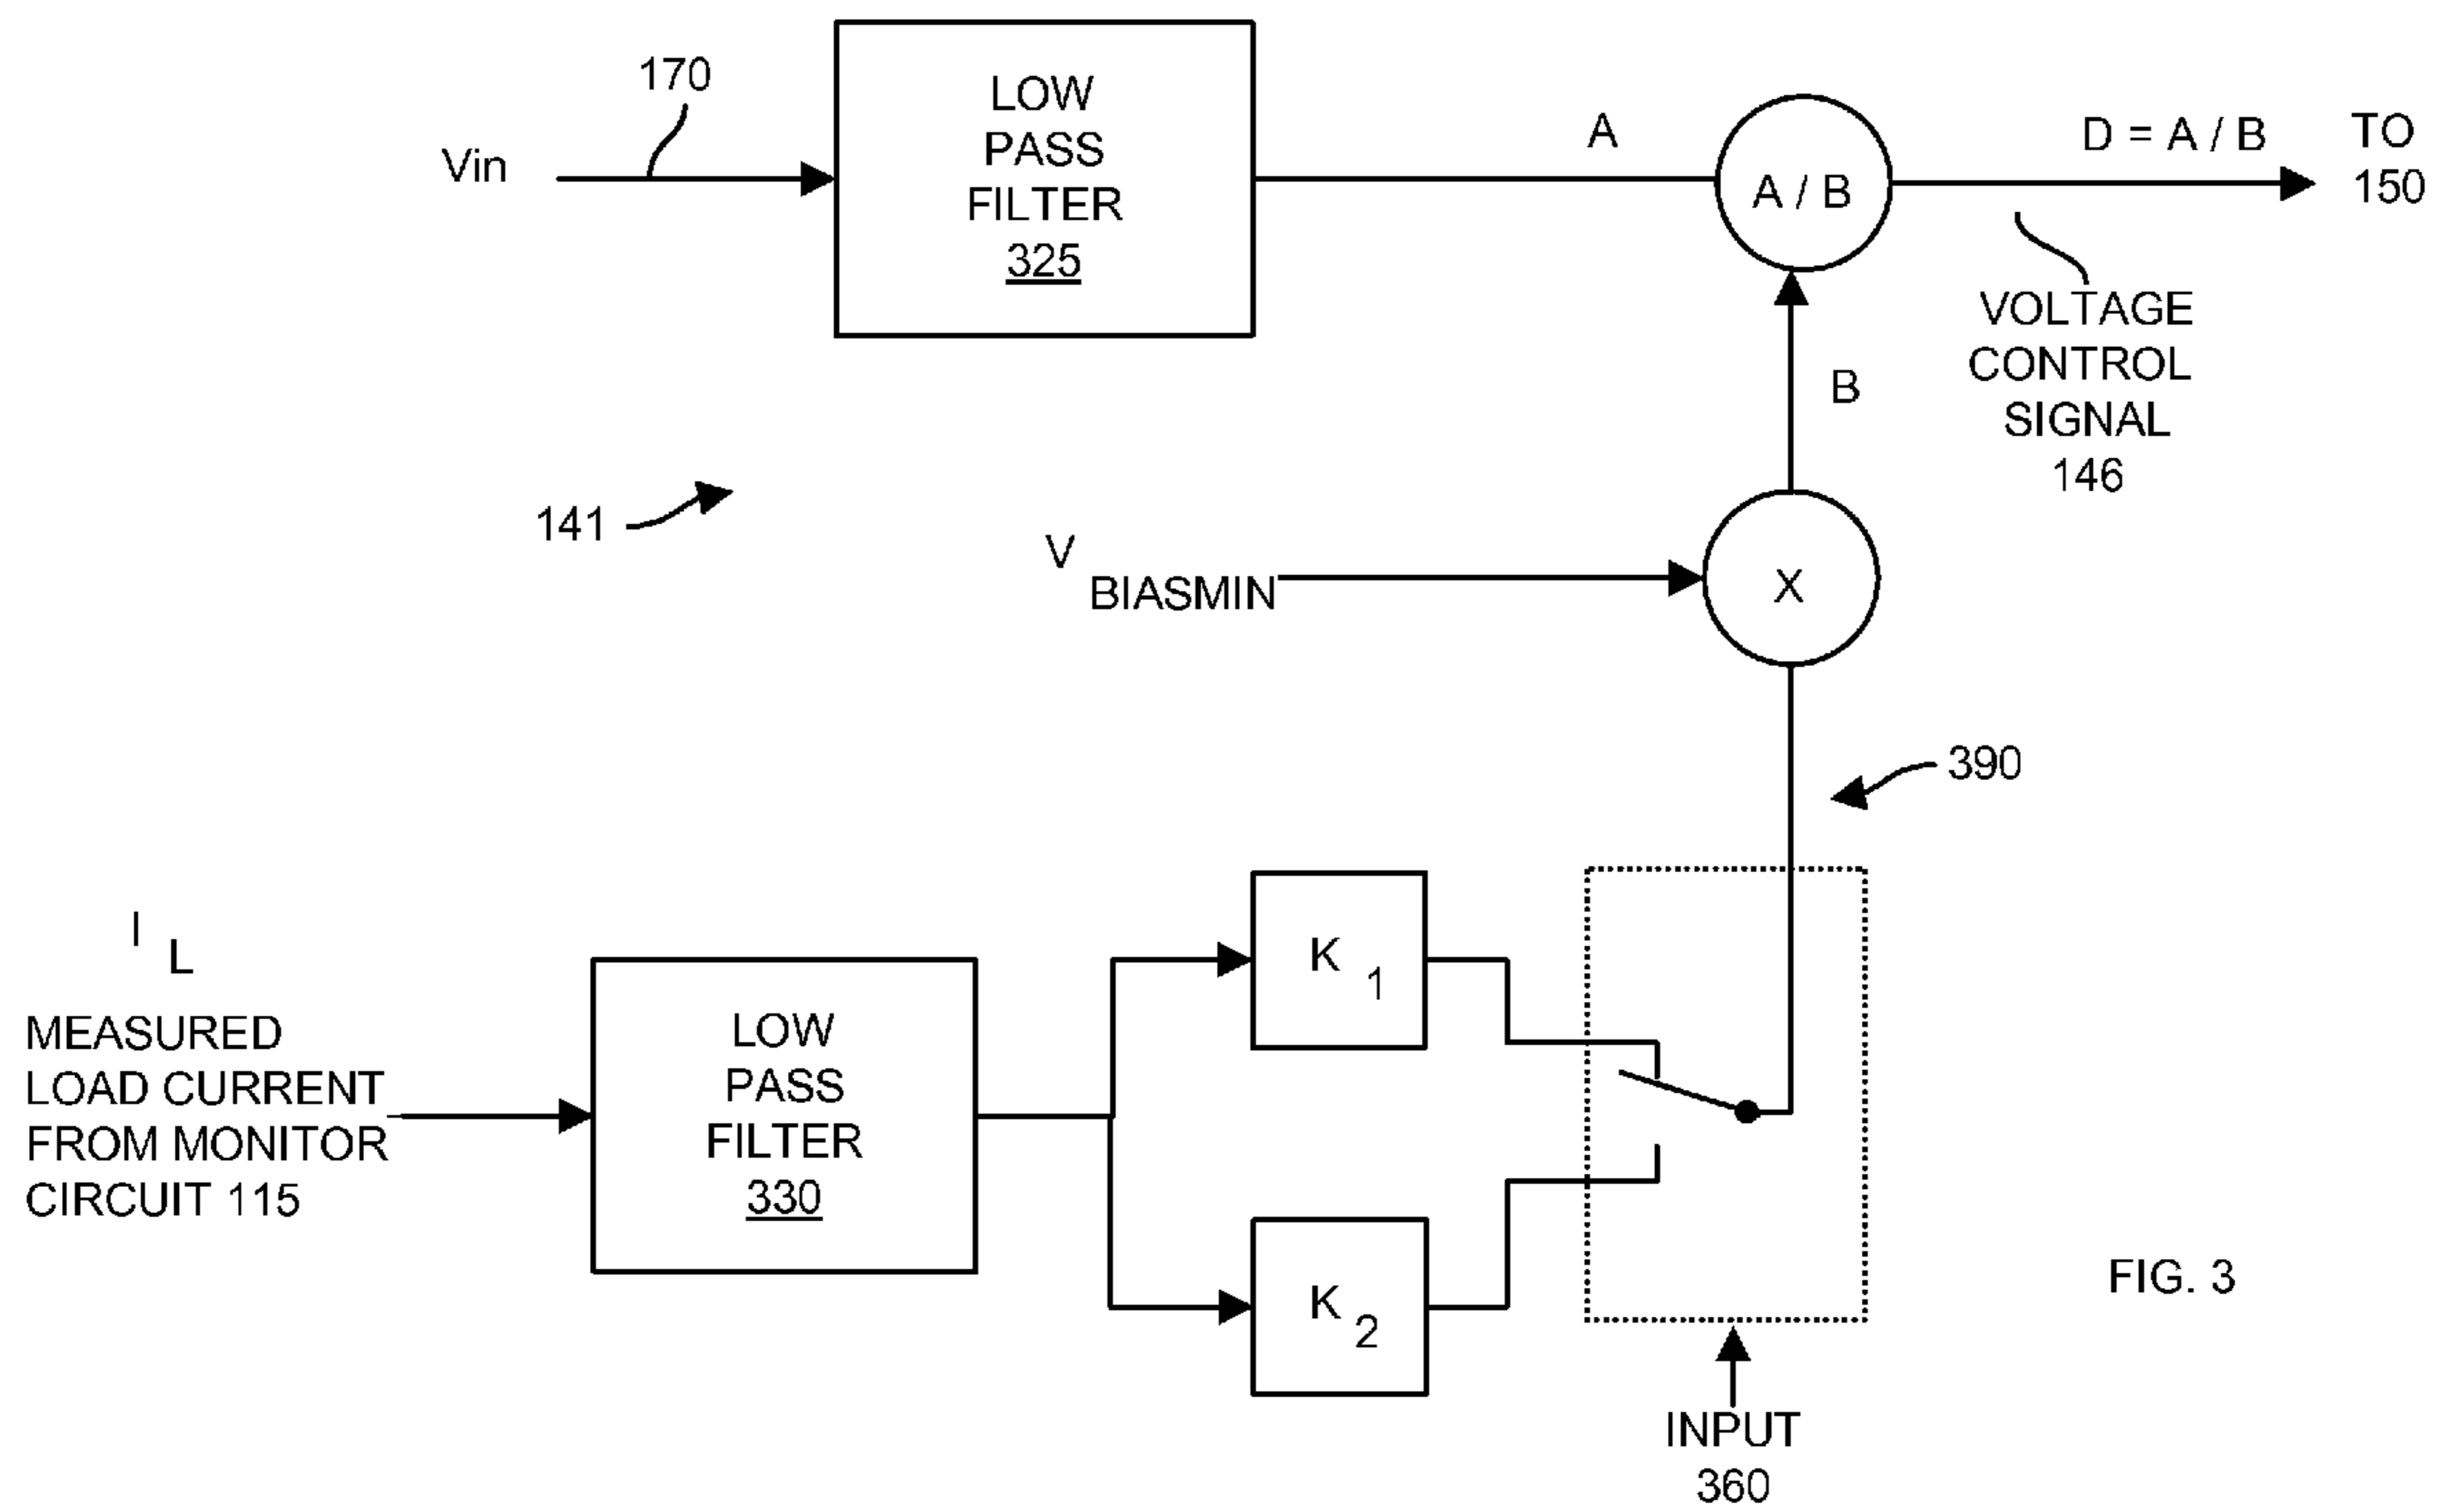 170
Vin
LOW
PASS
FILTER
325
A
A / B
D = A / B
TO
150
VOLTAGE
CONTROL
SIGNAL
146
B
141
V BIASMIN
X
390
I L
MEASURED
LOAD CURRENT
FROM MONITOR
CIRCUIT 115
LOW
PASS
FILTER
330
K 1
K 2
INPUT
360
FIG. 3